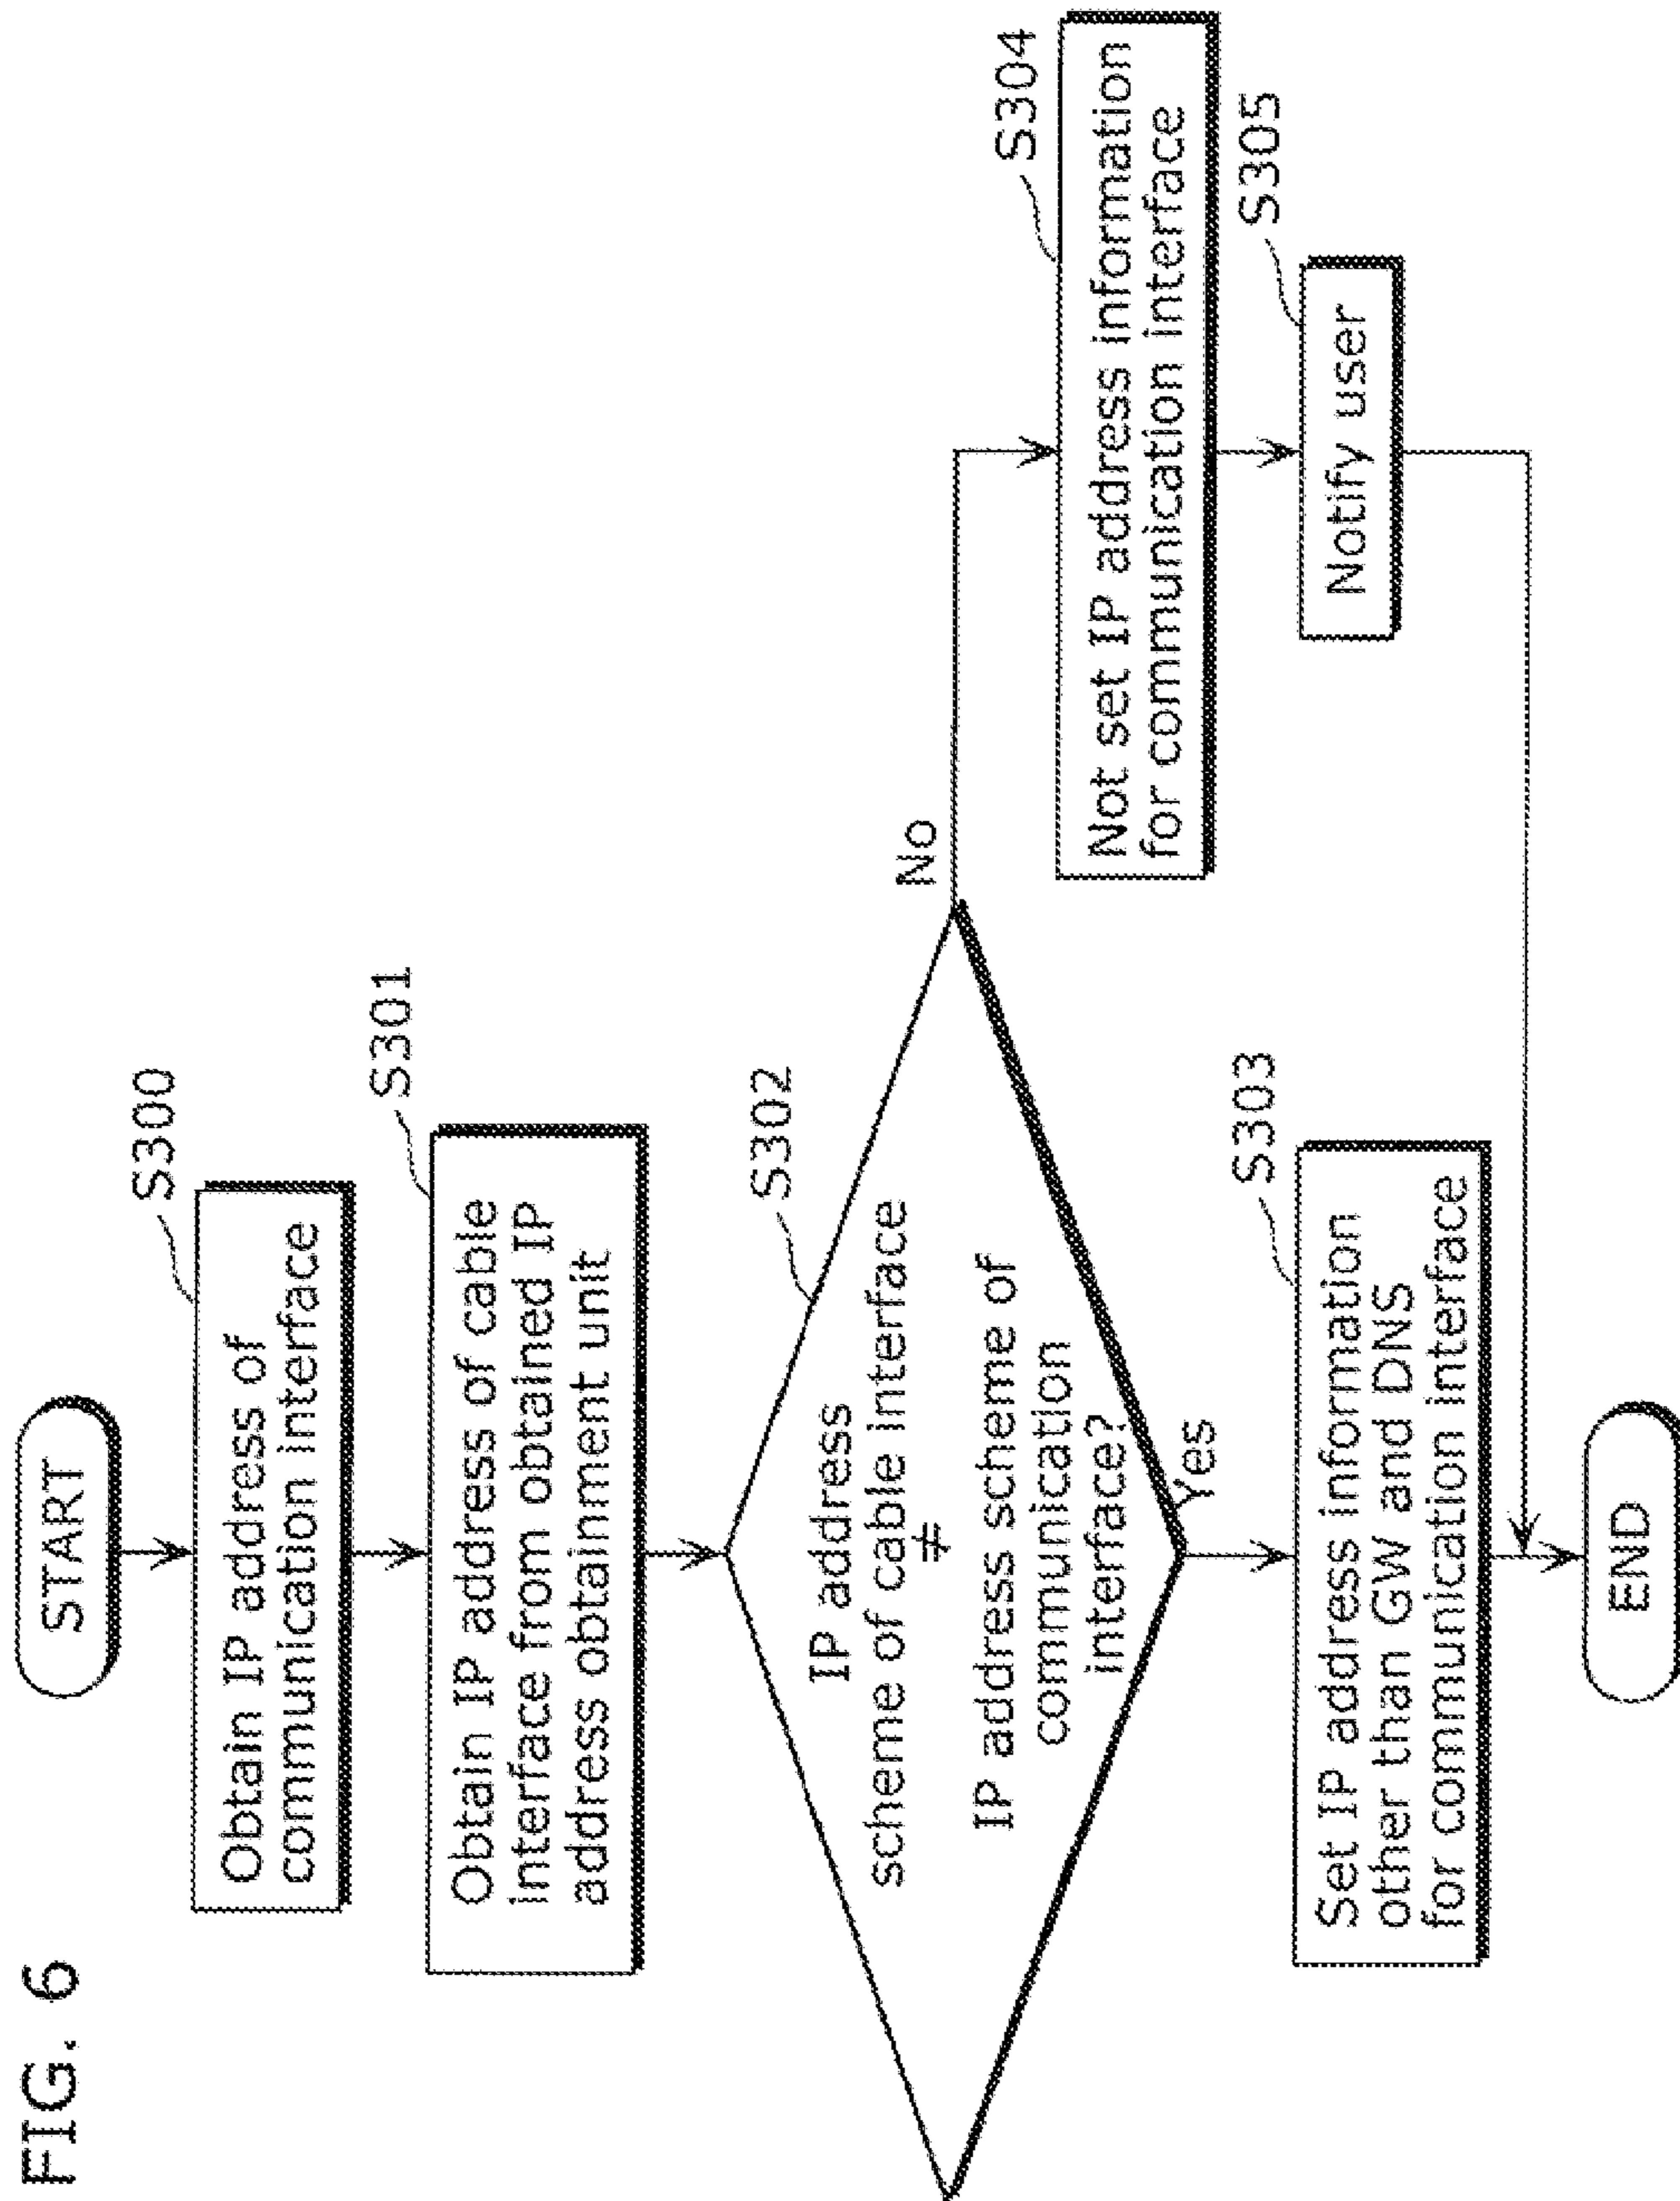 FIG. 6
START
S300
Obtain IP address of
communication interface
S301
Obtain IP address of cable
interface from obtained IP
address obtainment unit
S302
IP address
scheme of cable interface
≠
IP address scheme of
communication
interface?
No
Yes
S303
Set IP address information
other than GW and DNS
for communication interface
S304
Not set IP address information
for communication interface
S305
Notify user
END